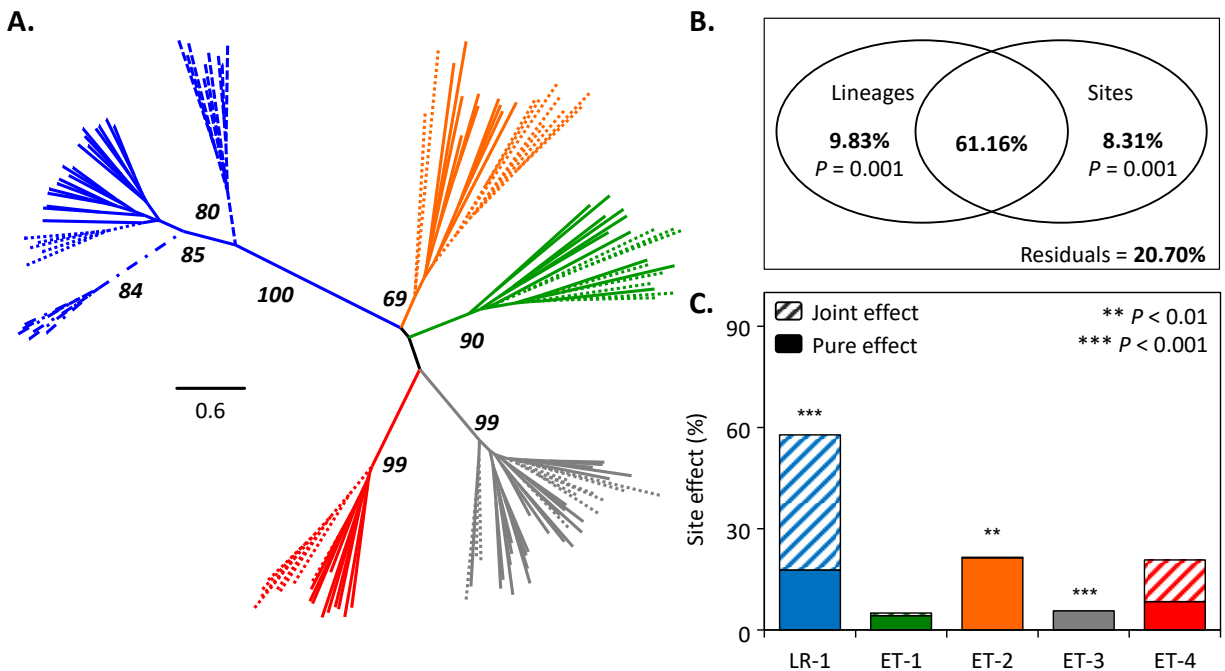 A.
80
85
84
100
69
90
99
99
0.6
B.
Lineages
9.83%
P = 0.001
61.16%
Sites
8.31%
P = 0.001
Residuals = 20.70%
C.
Joint effect
Pure effect
** P < 0.01
*** P < 0.001
Site effect (%)
90
60
30
0
***
**
***
LR-1
ET-1
ET-2
ET-3
ET-4